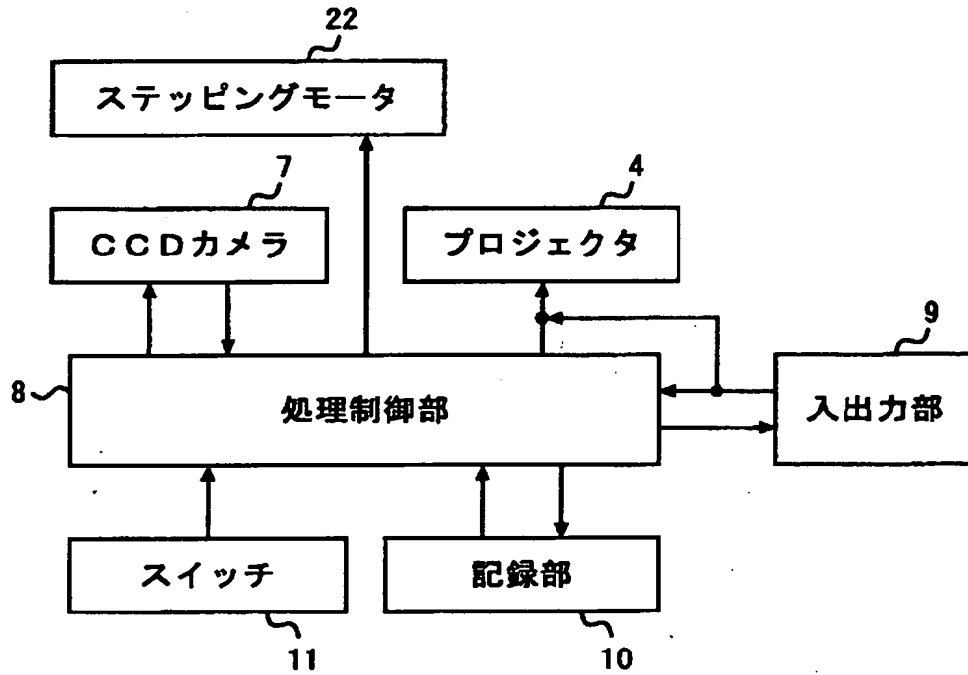 22
ステッピングモータ
7
CCDカメラ
4
プロジェクタ
9
8
処理制御部
入出力部
スイッチ
記録部
11
10